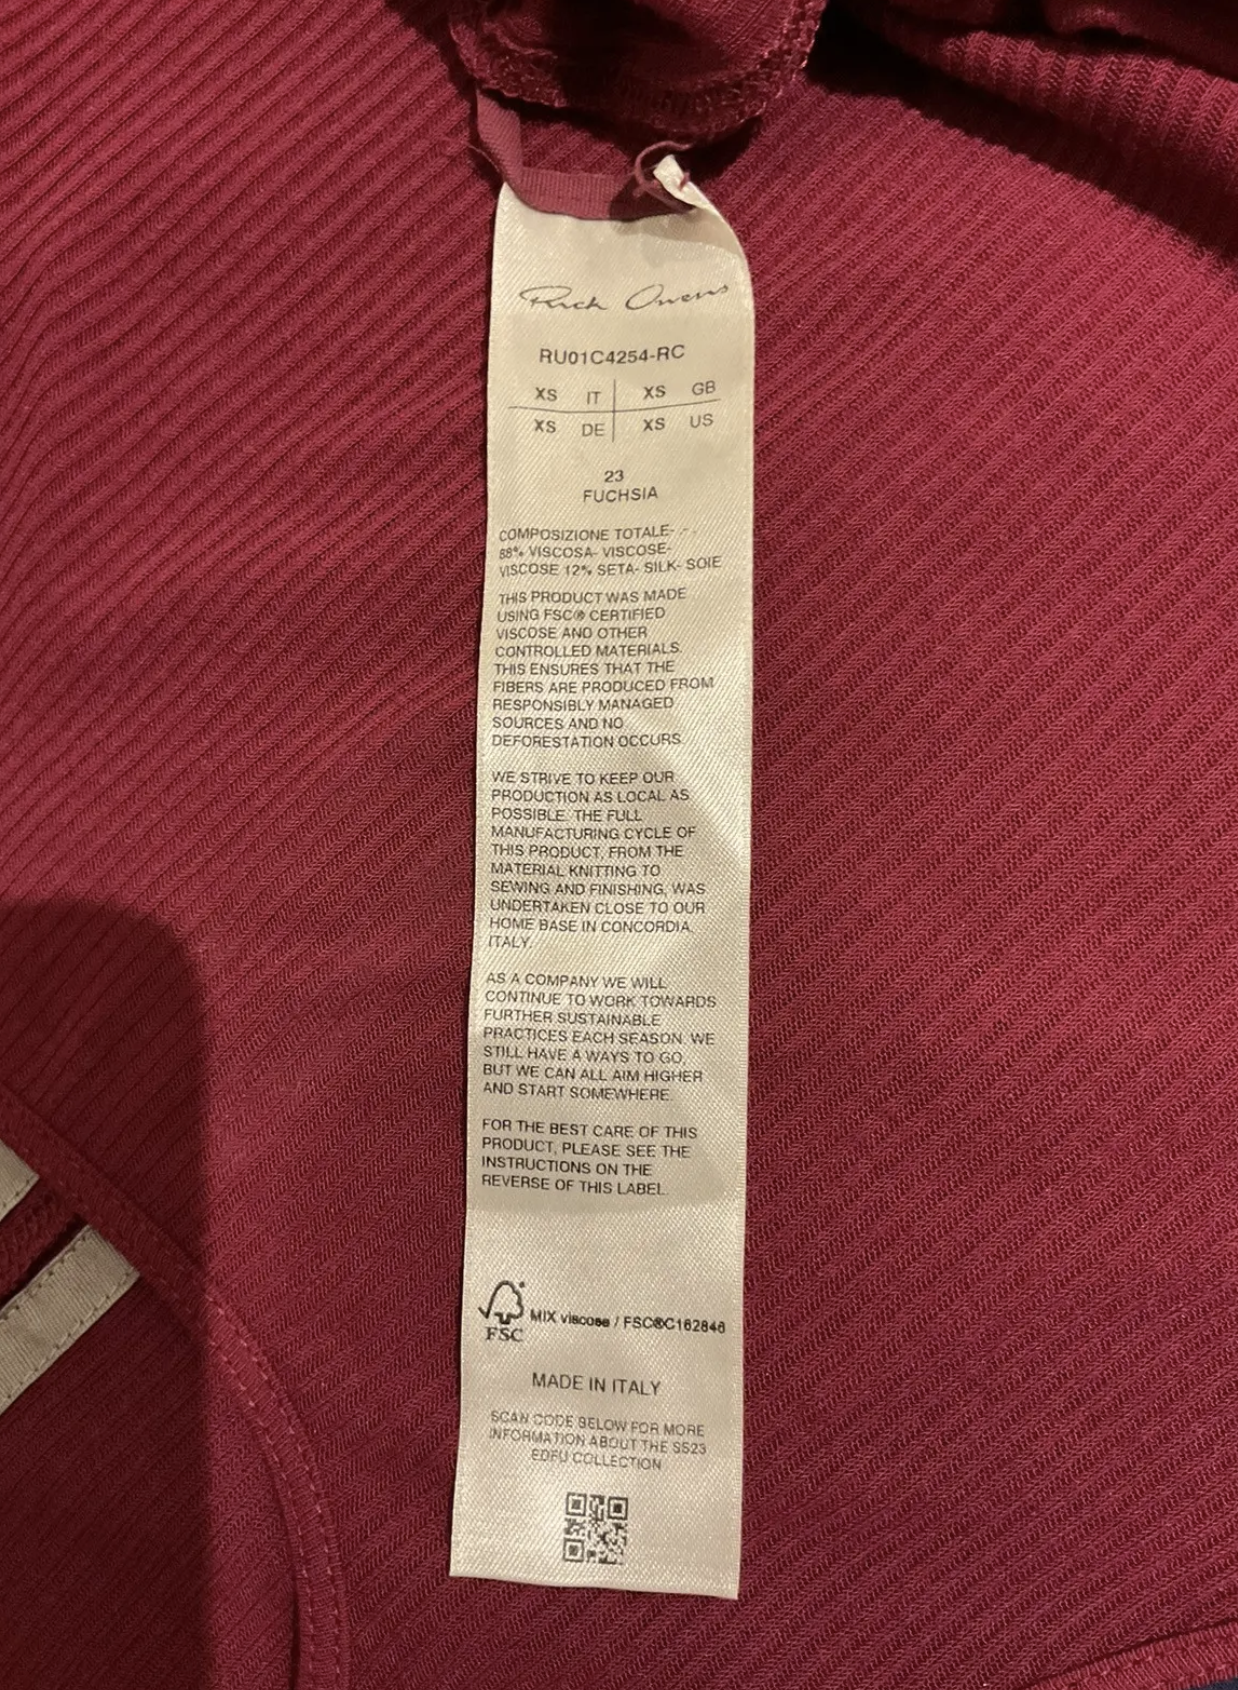 Rick Owens
RU01C4254-RC
XS IT XS GB
XS DE XS US
23
FUCHSIA
COMPOSIZIONE TOTALE- - -
88% VISCOSA- VISCOSE-
VISCOSE 12% SETA- SILK- SOIE
THIS PRODUCT WAS MADE
USING FSC® CERTIFIED
VISCOSE AND OTHER
CONTROLLED MATERIALS.
THIS ENSURES THAT THE
FIBERS ARE PRODUCED FROM
RESPONSIBLY MANAGED
SOURCES AND NO
DEFORESTATION OCCURS.
WE STRIVE TO KEEP OUR
PRODUCTION AS LOCAL AS
POSSIBLE. THE FULL
MANUFACTURING CYCLE OF
THIS PRODUCT, FROM THE
MATERIAL KNITTING TO
SEWING AND FINISHING, WAS
UNDERTAKEN CLOSE TO OUR
HOME BASE IN CONCORDIA,
ITALY.
AS A COMPANY WE WILL
CONTINUE TO WORK TOWARDS
FURTHER SUSTAINABLE
PRACTICES EACH SEASON. WE
STILL HAVE A WAYS TO GO,
BUT WE CAN ALL AIM HIGHER
AND START SOMEWHERE.
FOR THE BEST CARE OF THIS
PRODUCT, PLEASE SEE THE
INSTRUCTIONS ON THE
REVERSE OF THIS LABEL.
FSC MIX viscose / FSC®C162846
MADE IN ITALY
SCAN CODE BELOW FOR MORE
INFORMATION ABOUT THE SS23
EDFU COLLECTION